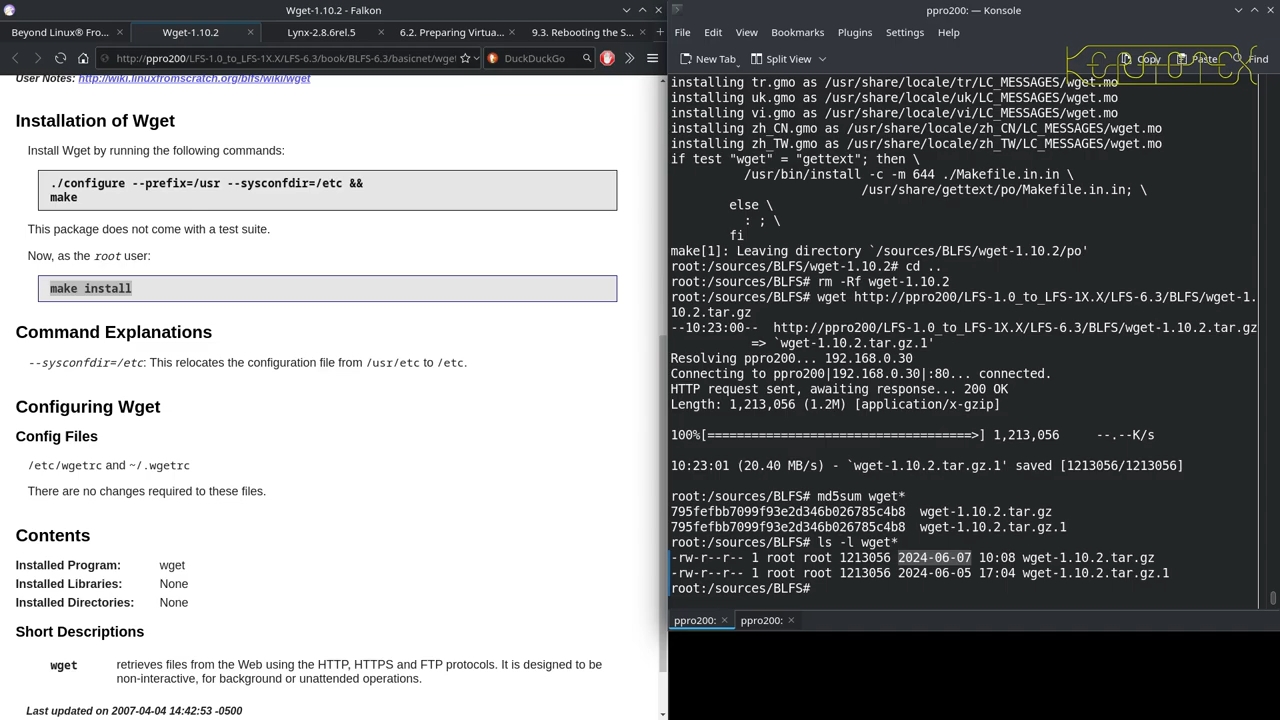 Wget-1.10.2 - Falkon
Beyond Linux® Fro...
Wget-1.10.2
Lynx-2.8.6rel.5
6.2. Preparing Virtua...
9.3. Rebooting the S...
http://ppro200/LFS-1.0_to_LFS-1X.X/LFS-6.3/book/BLFS-6.3/basicnet/wge
DuckDuckGo
User Notes: http://wiki.linuxfromscratch.org/blfs/wiki/wget
Installation of Wget
Install Wget by running the following commands:
./configure --prefix=/usr --sysconfdir=/etc &&
make
This package does not come with a test suite.
Now, as the root user:
make install
Command Explanations
--sysconfdir=/etc: This relocates the configuration file from /usr/etc to /etc.
Configuring Wget
Config Files
/etc/wgetrc and ~/.wgetrc
There are no changes required to these files.
Contents
Installed Program: wget
Installed Libraries: None
Installed Directories: None
Short Descriptions
wget retrieves files from the Web using the HTTP, HTTPS and FTP protocols. It is designed to be
non-interactive, for background or unattended operations.
Last updated on 2007-04-04 14:42:53 -0500
ppro200: — Konsole
File Edit View Bookmarks Plugins Settings Help
New Tab Split View Copy Paste Find
installing tr.gmo as /usr/share/locale/tr/LC_MESSAGES/wget.mo
installing uk.gmo as /usr/share/locale/uk/LC_MESSAGES/wget.mo
installing vi.gmo as /usr/share/locale/vi/LC_MESSAGES/wget.mo
installing zh_CN.gmo as /usr/share/locale/zh_CN/LC_MESSAGES/wget.mo
installing zh_TW.gmo as /usr/share/locale/zh_TW/LC_MESSAGES/wget.mo
if test "wget" = "gettext"; then \
/usr/bin/install -c -m 644 ./Makefile.in.in \
/usr/share/gettext/po/Makefile.in.in; \
else \
: ; \
fi
make[1]: Leaving directory `/sources/BLFS/wget-1.10.2/po'
root:/sources/BLFS/wget-1.10.2# cd ..
root:/sources/BLFS# rm -Rf wget-1.10.2
root:/sources/BLFS# wget http://ppro200/LFS-1.0_to_LFS-1X.X/LFS-6.3/BLFS/wget-1.
10.2.tar.gz
--10:23:00-- http://ppro200/LFS-1.0_to_LFS-1X.X/LFS-6.3/BLFS/wget-1.10.2.tar.gz
=> `wget-1.10.2.tar.gz.1'
Resolving ppro200... 192.168.0.30
Connecting to ppro200|192.168.0.30|:80... connected.
HTTP request sent, awaiting response... 200 OK
Length: 1,213,056 (1.2M) [application/x-gzip]
100%[====================================>] 1,213,056 --.--K/s
10:23:01 (20.40 MB/s) - `wget-1.10.2.tar.gz.1' saved [1213056/1213056]
root:/sources/BLFS# md5sum wget*
795fefbb7099f93e2d346b026785c4b8 wget-1.10.2.tar.gz
795fefbb7099f93e2d346b026785c4b8 wget-1.10.2.tar.gz.1
root:/sources/BLFS# ls -l wget*
-rw-r--r-- 1 root root 1213056 2024-06-07 10:08 wget-1.10.2.tar.gz
-rw-r--r-- 1 root root 1213056 2024-06-05 17:04 wget-1.10.2.tar.gz.1
root:/sources/BLFS#
ppro200:
ppro200: